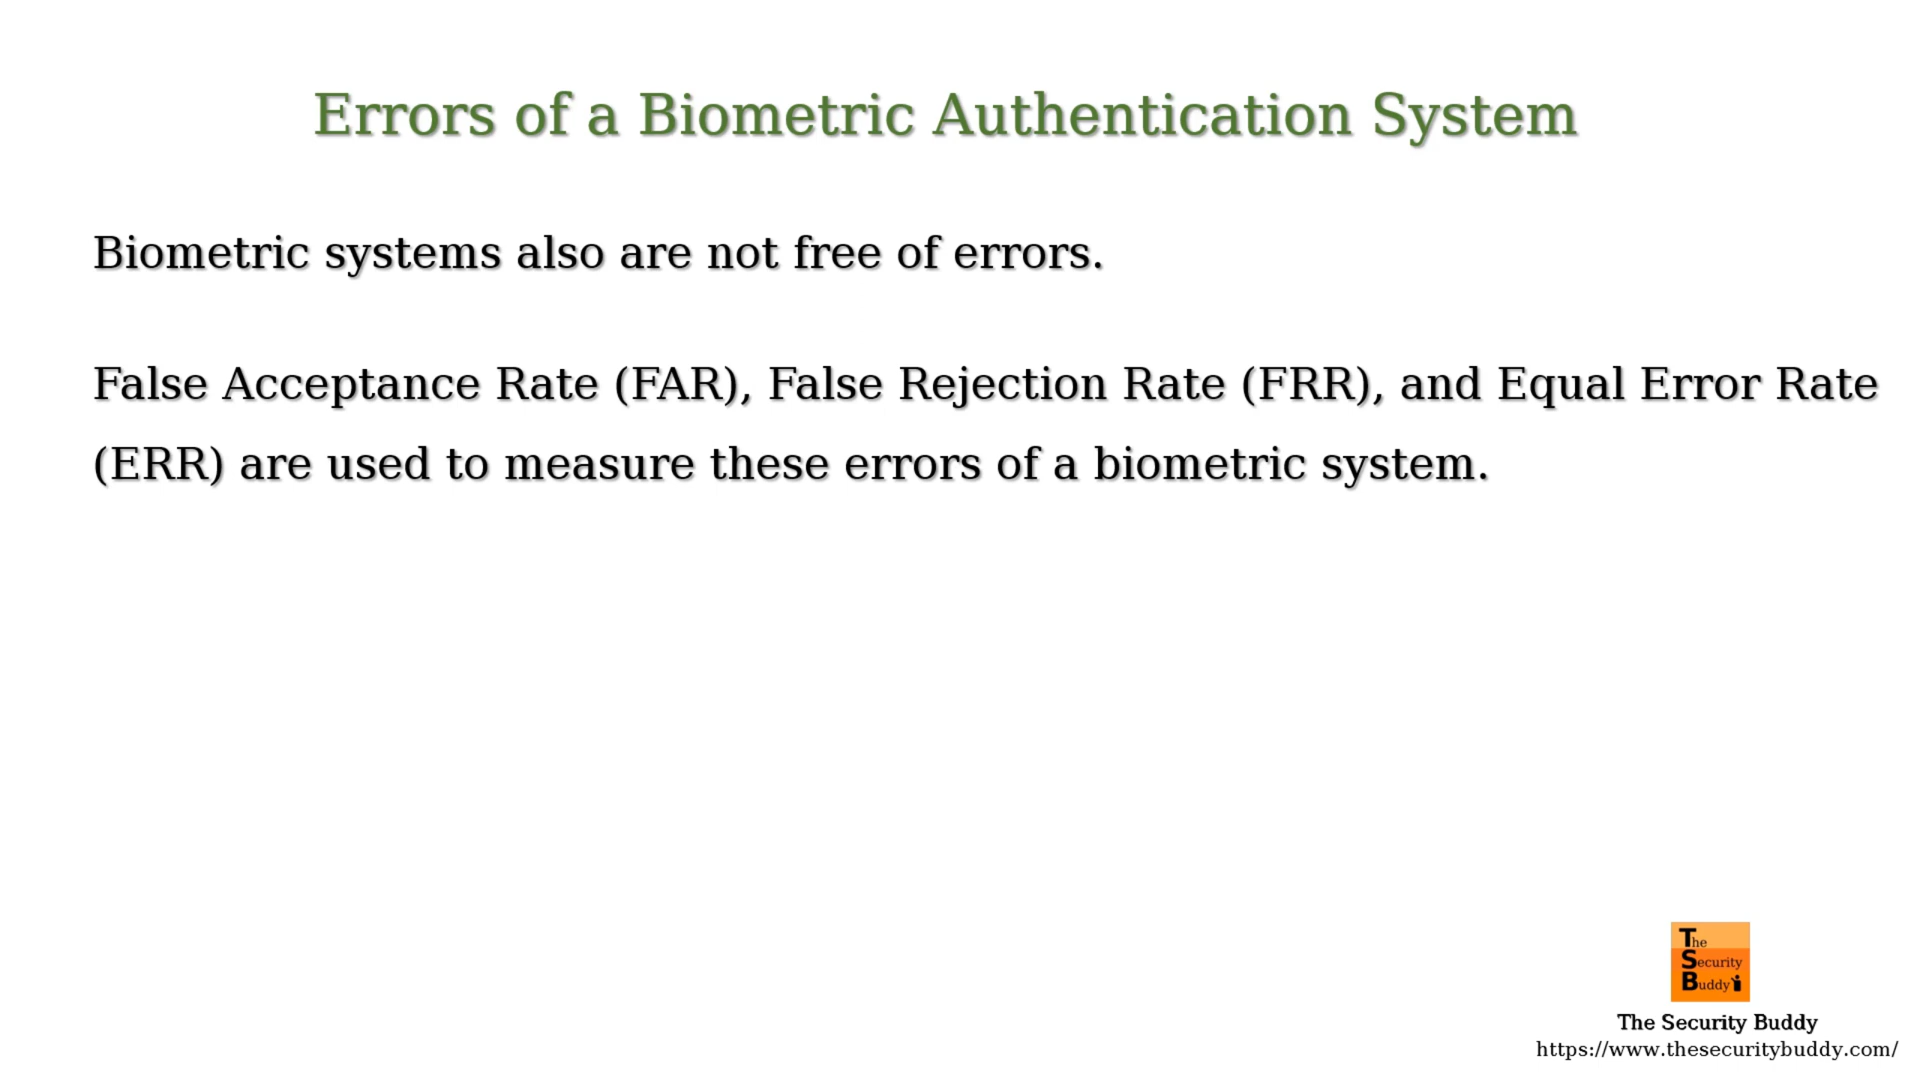 Errors of a Biometric Authentication System
Biometric systems also are not free of errors.
False Acceptance Rate (FAR), False Rejection Rate (FRR), and Equal Error Rate
(ERR) are used to measure these errors of a biometric system.
The
Security
Buddy
The Security Buddy
https://www.thesecuritybuddy.com/